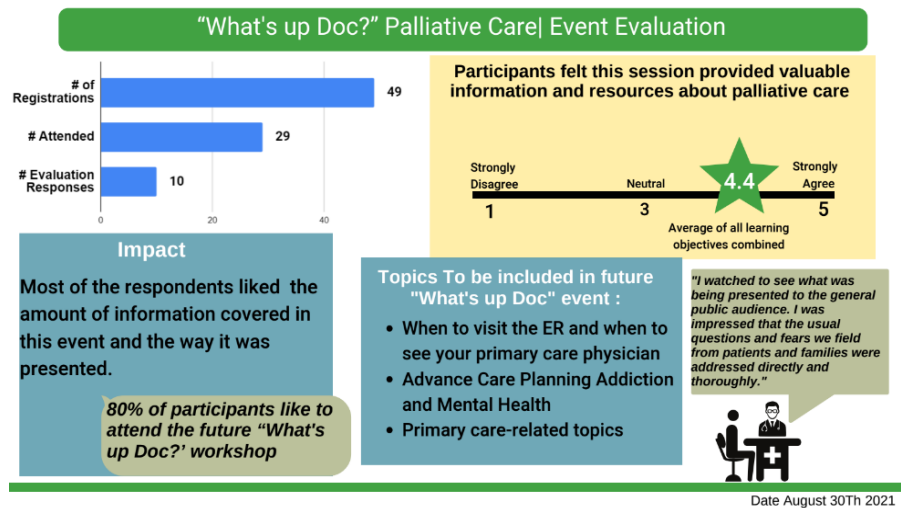 “What's up Doc?” Palliative Care| Event Evaluation
# of
Registrations
49
# Attended
29
# Evaluation
Responses
10
0
20
40
Participants felt this session provided valuable
information and resources about palliative care
Strongly
Disagree
Neutral
Strongly
Agree
4.4
1
3
5
Average of all learning
objectives combined
Impact
Most of the respondents liked the
amount of information covered in
this event and the way it was
presented.
80% of participants like to
attend the future “What's
up Doc?’ workshop
Topics To be included in future
"What's up Doc" event :
• When to visit the ER and when to
see your primary care physician
• Advance Care Planning Addiction
and Mental Health
• Primary care-related topics
"I watched to see what was
being presented to the general
public audience. I was
impressed that the usual
questions and fears we field
from patients and families were
addressed directly and
thoroughly."
Date August 30Th 2021